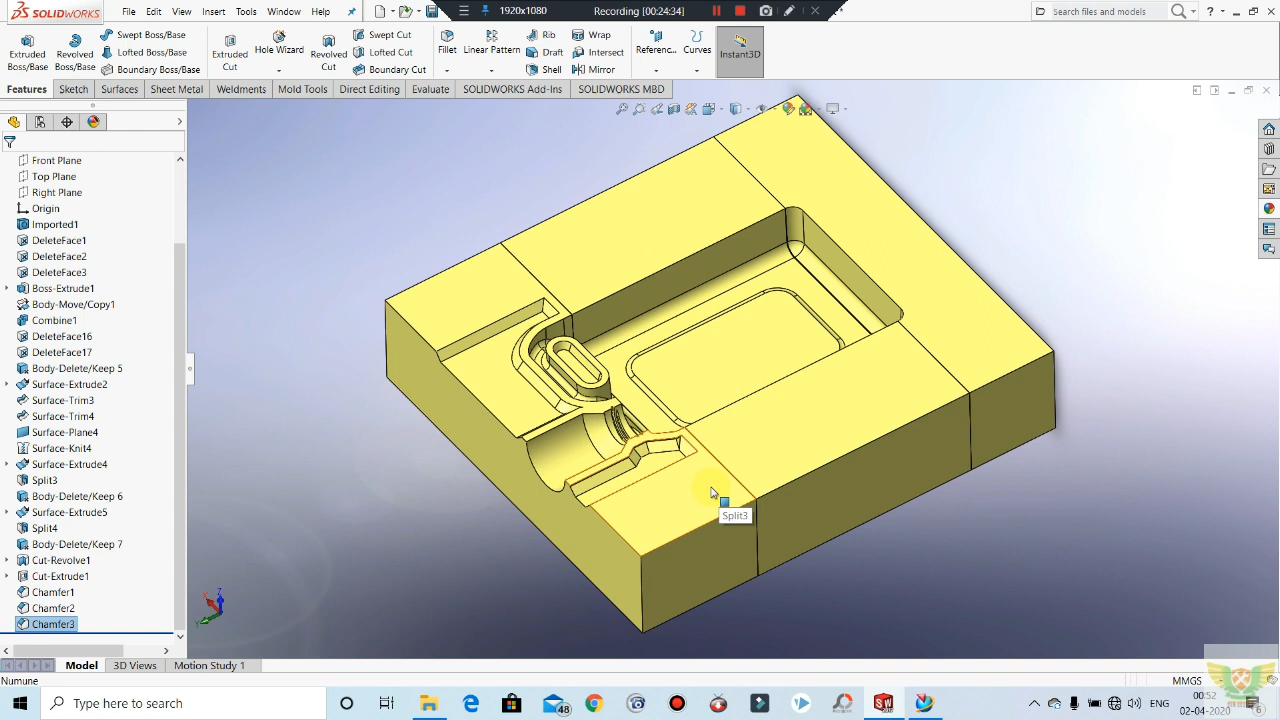 SOLIDWORKS
File
Edit
View
Insert
Tools
Window
Help
1920x1080
Recording [00:24:34]
Search files and models
?
Extruded Boss/Base
Revolved Boss/Base
Swept Boss/Base
Lofted Boss/Base
Boundary Boss/Base
Extruded Cut
Hole Wizard
Revolved Cut
Swept Cut
Lofted Cut
Boundary Cut
Fillet
Linear Pattern
Rib
Draft
Shell
Wrap
Intersect
Mirror
Referenc...
Curves
Instant3D
Features
Sketch
Surfaces
Sheet Metal
Weldments
Mold Tools
Direct Editing
Evaluate
SOLIDWORKS Add-Ins
SOLIDWORKS MBD
Front Plane
Top Plane
Right Plane
Origin
Imported1
DeleteFace1
DeleteFace2
DeleteFace3
Boss-Extrude1
Body-Move/Copy1
Combine1
DeleteFace16
DeleteFace17
Body-Delete/Keep 5
Surface-Extrude2
Surface-Trim3
Surface-Trim4
Surface-Plane4
Surface-Knit4
Surface-Extrude4
Split3
Body-Delete/Keep 6
Surface-Extrude5
Split4
Body-Delete/Keep 7
Cut-Revolve1
Cut-Extrude1
Chamfer1
Chamfer2
Chamfer3
Split3
Model
3D Views
Motion Study 1
Numune
MMGS
Type here to search
48
SW
ENG
00:52
02-04-2020
6